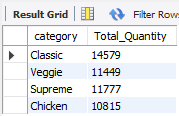 Result Grid Filter Rows
category Total_Quantity
Classic 14579
Veggie 11449
Supreme 11777
Chicken 10815